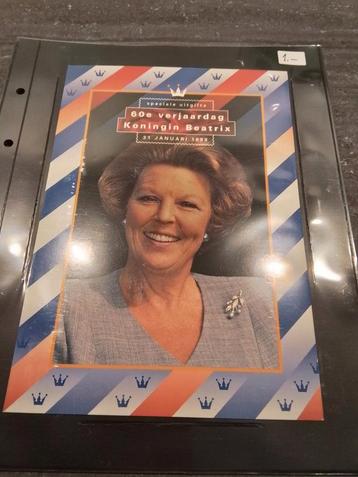 1,-
speciale uitgifte
60e verjaardag
Koningin Beatrix
31 JANUARI 1998